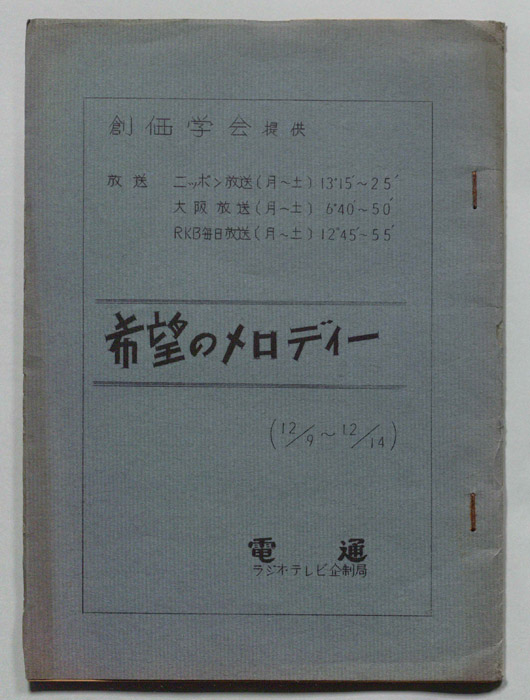 創価学会提供
放送 ニッポン放送(月~土) 13°15′~25′
大阪放送(月~土) 6°40′~50′
RKB毎日放送(月~土) 12°45′~55′
希望のメロディー
(12/9~12/14)
電通
ラジオテレビ企制局